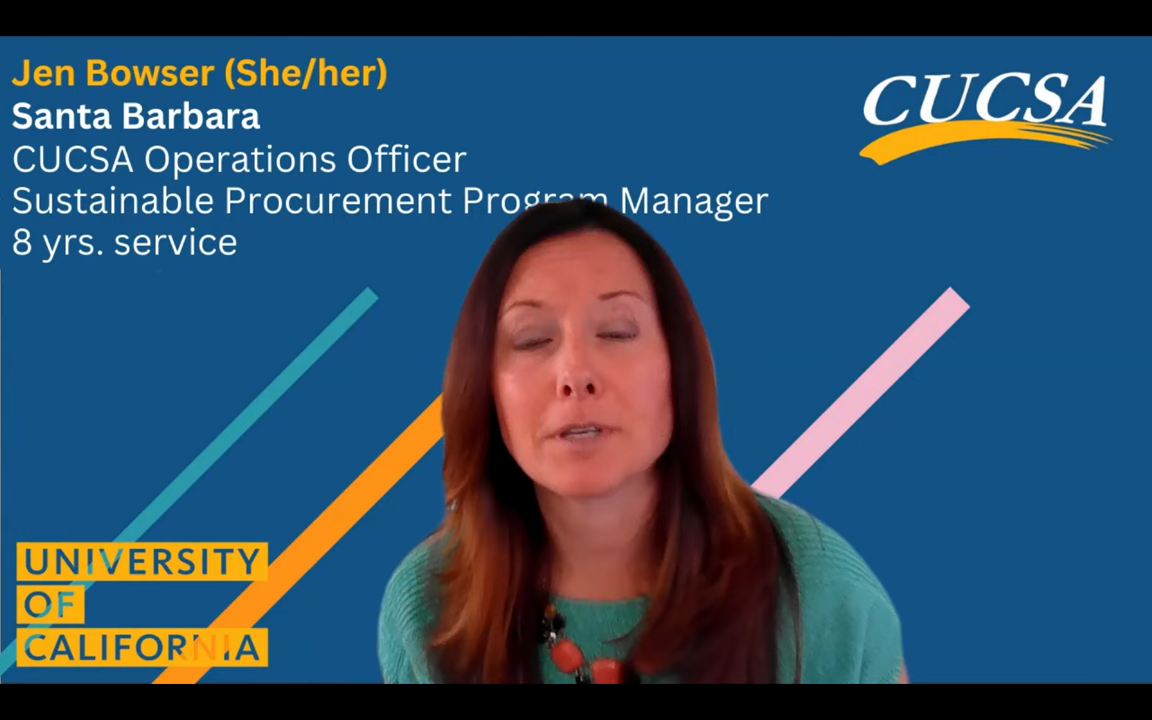 Jen Bowser (She/her)
Santa Barbara
CUCSA Operations Officer
Sustainable Procurement Program Manager
8 yrs. service
CUCSA
UNIVERSITY
OF
CALIFORNIA